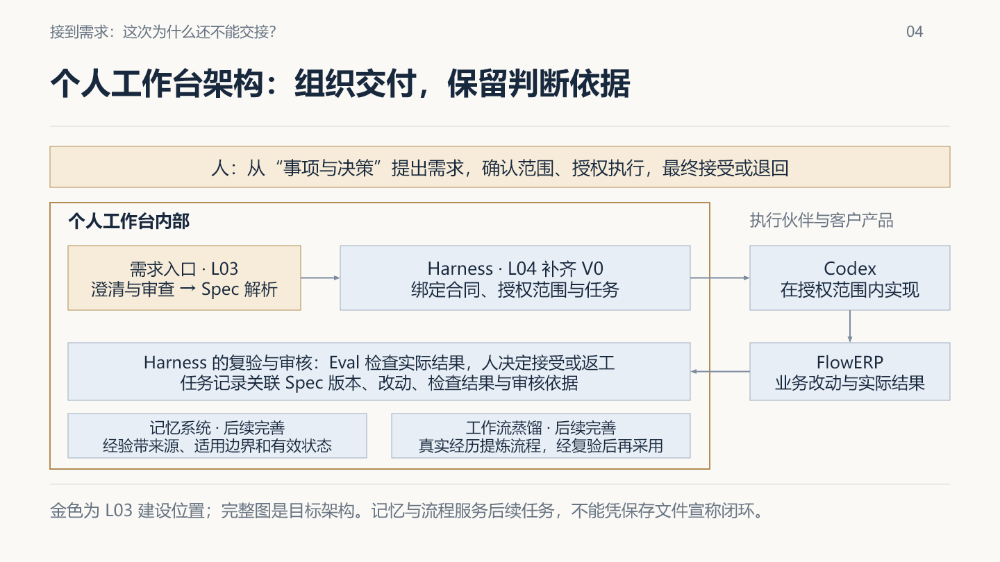 接到需求：这次为什么还不能交接？
04
个人工作台架构：组织交付，保留判断依据
人：从“事项与决策”提出需求，确认范围、授权执行，最终接受或退回
个人工作台内部
执行伙伴与客户产品
需求入口 · L03
澄清与审查 → Spec 解析
Harness · L04 补齐 V0
绑定合同、授权范围与任务
Codex
在授权范围内实现
Harness 的复验与审核：Eval 检查实际结果，人决定接受或返工
任务记录关联 Spec 版本、改动、检查结果与审核依据
FlowERP
业务改动与实际结果
记忆系统 · 后续完善
经验带来源、适用边界和有效状态
工作流蒸馏 · 后续完善
真实经历提炼流程，经复验后再采用
金色为 L03 建设位置；完整图是目标架构。记忆与流程服务后续任务，不能凭保存文件宣称闭环。